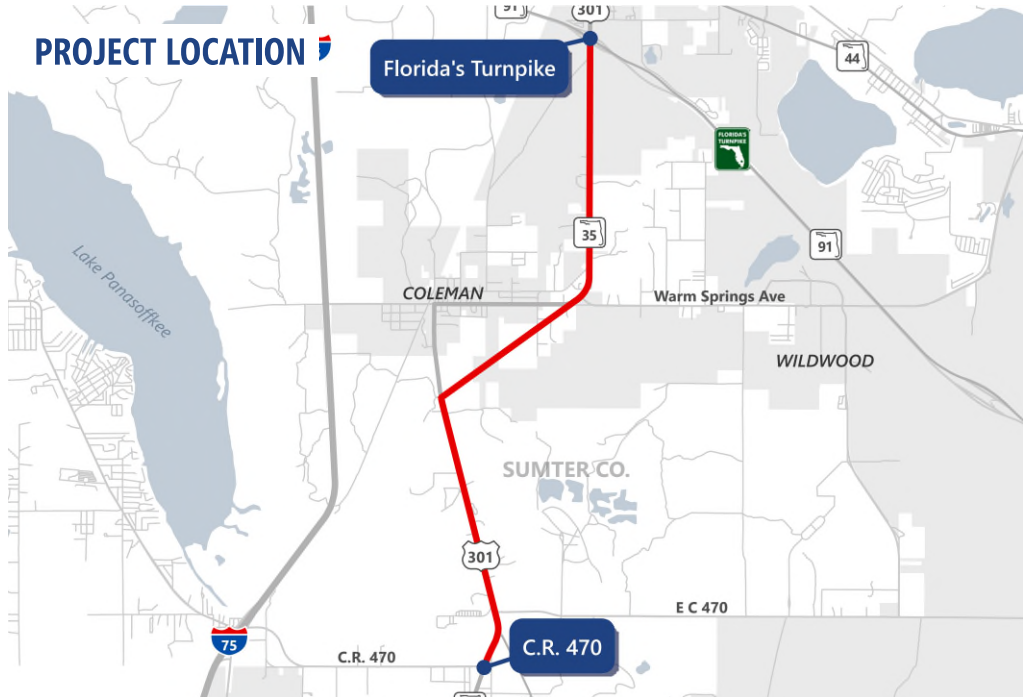 91
301
PROJECT LOCATION
Florida's Turnpike
44
FLORIDA'S
TURNPIKE
35
91
Lake Panasoffkee
COLEMAN
Warm Springs Ave
WILDWOOD
SUMTER CO.
301
E C 470
75
C.R. 470
C.R. 470